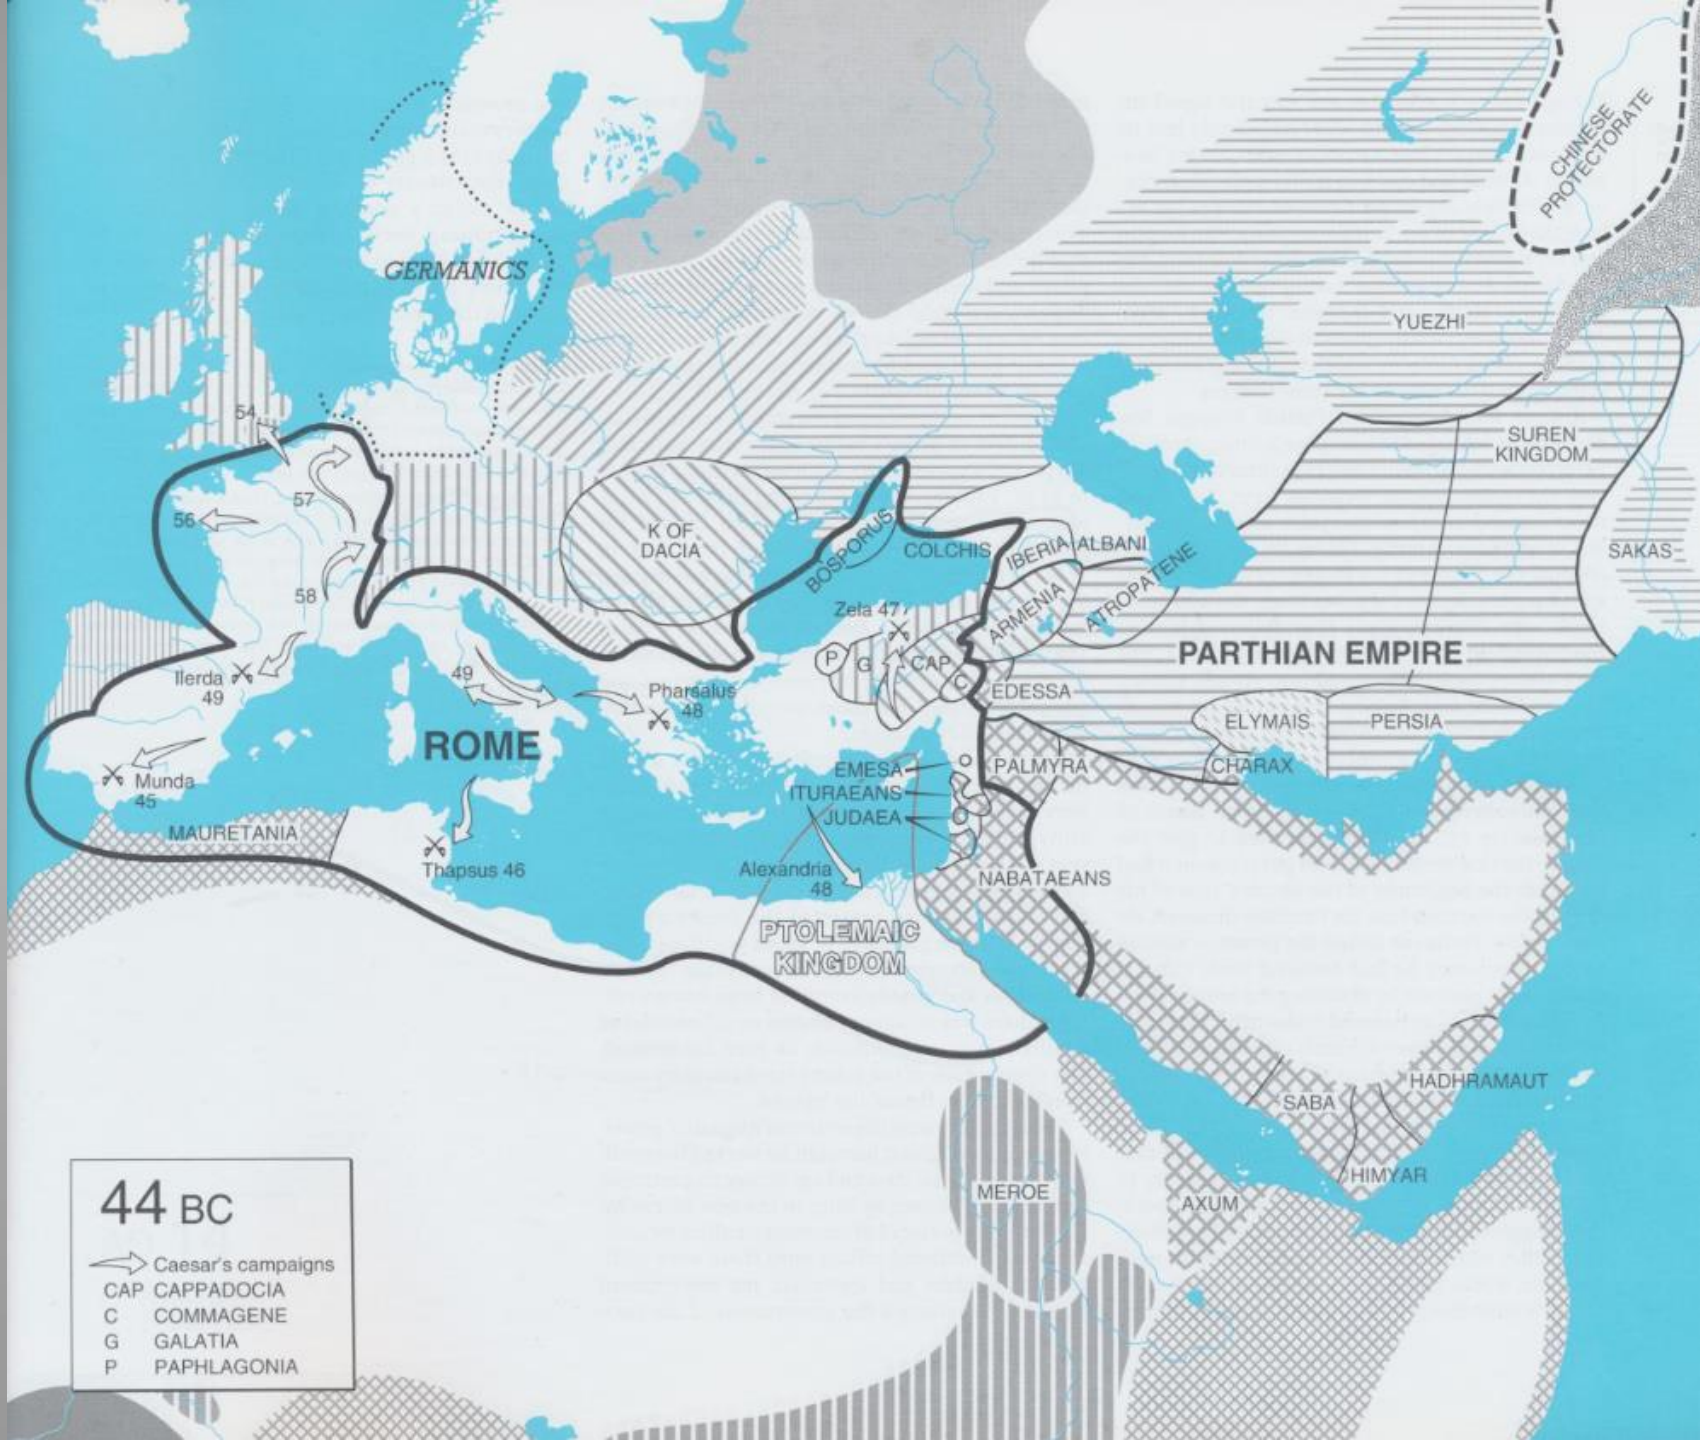 CHINESE
PROTECTORATE
GERMANICS
YUEZHI
54
SUREN
KINGDOM
57
56
K OF
DACIA
BOSPORUS
COLCHIS
IBERIA
ALBANI
SAKAS
ATROPATENE
ARMENIA
58
Zela 47
P
G
CAP
C
PARTHIAN EMPIRE
Ilerda
49
49
Pharsalus
48
EDESSA
ELYMAIS
PERSIA
ROME
EMESA
PALMYRA
CHARAX
Munda
45
ITURAEANS
JUDAEA
MAURETANIA
Thapsus 46
Alexandria
48
NABATAEANS
PTOLEMAIC
KINGDOM
HADHRAMAUT
SABA
HIMYAR
MEROE
AXUM
44 BC
Caesar's campaigns
CAP CAPPADOCIA
C COMMAGENE
G GALATIA
P PAPHLAGONIA